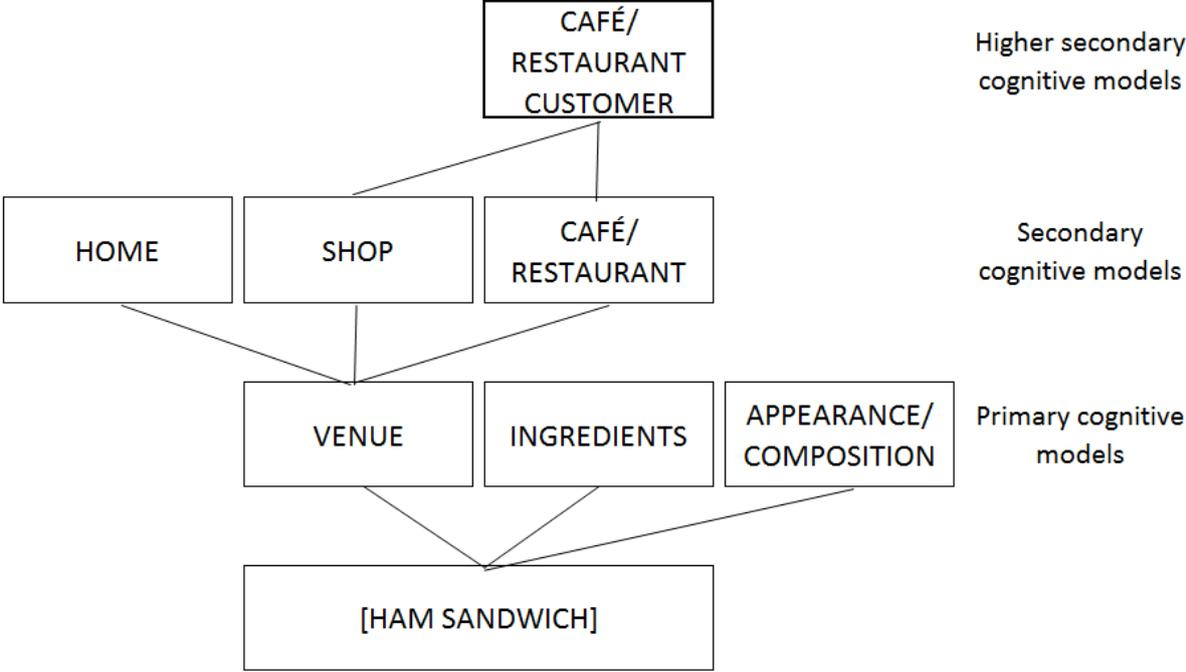 CAFÉ/
RESTAURANT
CUSTOMER
Higher secondary
cognitive models
HOME
SHOP
CAFÉ/
RESTAURANT
Secondary
cognitive models
VENUE
INGREDIENTS
APPEARANCE/
COMPOSITION
Primary cognitive
models
[HAM SANDWICH]